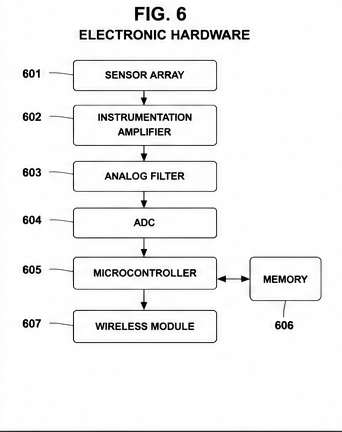 FIG. 6
ELECTRONIC HARDWARE
601 SENSOR ARRAY
602 INSTRUMENTATION
AMPLIFIER
603 ANALOG FILTER
604 ADC
605 MICROCONTROLLER MEMORY
606
607 WIRELESS MODULE